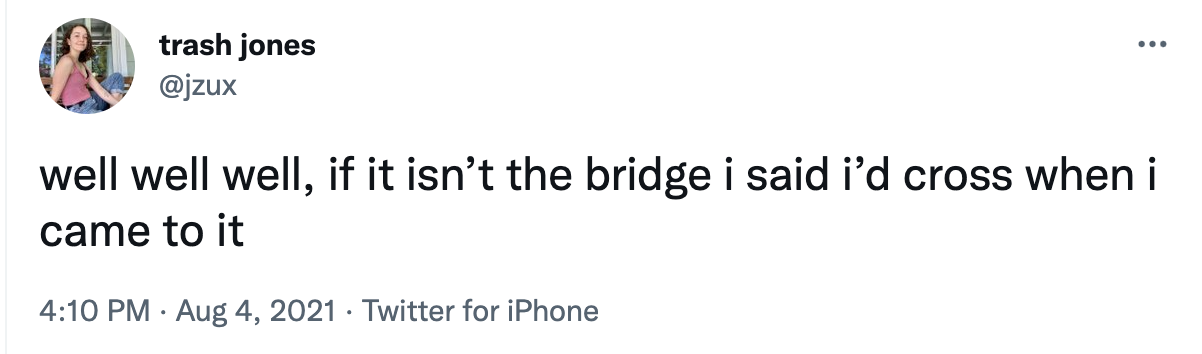 trash jones
@jzux
well well well, if it isn’t the bridge i said i’d cross when i
came to it
4:10 PM · Aug 4, 2021 · Twitter for iPhone